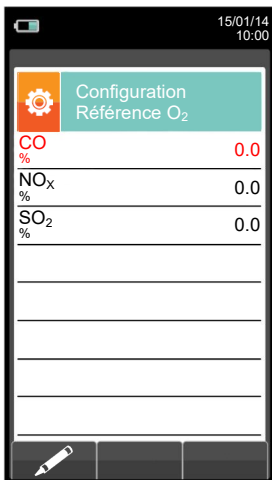 15/01/14
10:00
Configuration
Référence O₂
CO 0.0
%
NOX 0.0
%
SO₂ 0.0
%